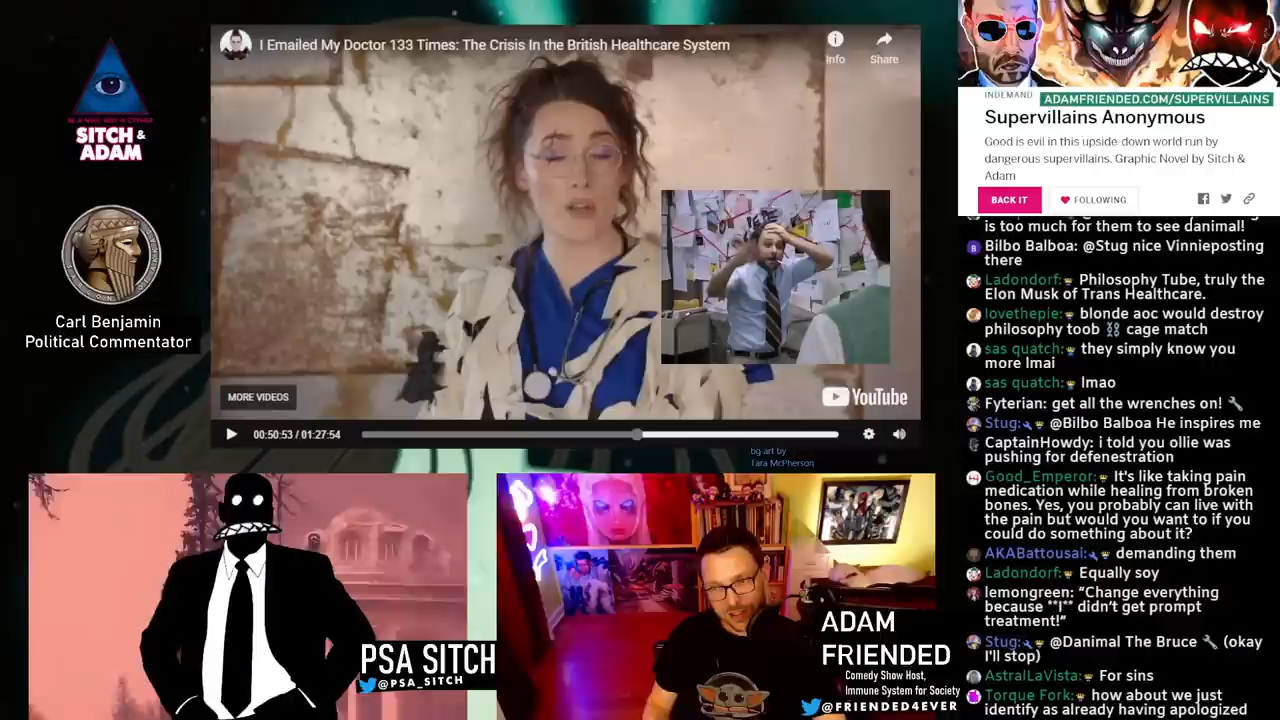 I Emailed My Doctor 133 Times: The Crisis In the British Healthcare System
Info
Share
SITCH &
ADAM
Carl Benjamin
Political Commentator
MORE VIDEOS
YouTube
00:50:53 / 01:27:54
bg art by
Tara McPherson
PSA SITCH
@PSA_SITCH
ADAM
FRIENDED
Comedy Show Host,
Immune System for Society
@FRIENDED4EVER
INDEMAND
ADAMFRIENDED.COM/SUPERVILLAINS
Supervillains Anonymous
Good is evil in this upside-down world run by
dangerous supervillains. Graphic Novel by Sitch &
Adam
BACK IT
FOLLOWING
is too much for them to see danimal!
Bilbo Balboa: @Stug nice Vinnieposting
there
Ladondorf: Philosophy Tube, truly the
Elon Musk of Trans Healthcare.
lovethepie: blonde aoc would destroy
philosophy toob ⛓ cage match
sas quatch: they simply know you
more lmai
sas quatch: lmao
Fyterian: get all the wrenches on! 🔧
Stug: @Bilbo Balboa He inspires me
CaptainHowdy: i told you ollie was
pushing for defenestration
Good_Emperor: It's like taking pain
medication while healing from broken
bones. Yes, you probably can live with
the pain but would you want to if you
could do something about it?
AKABattousai: demanding them
Ladondorf: Equally soy
lemongreen: “Change everything
because **I** didn’t get prompt
treatment!”
Stug: @Danimal The Bruce 🔧 (okay
I'll stop)
AstralLaVista: For sins
Torque Fork: how about we just
identify as already having apologized